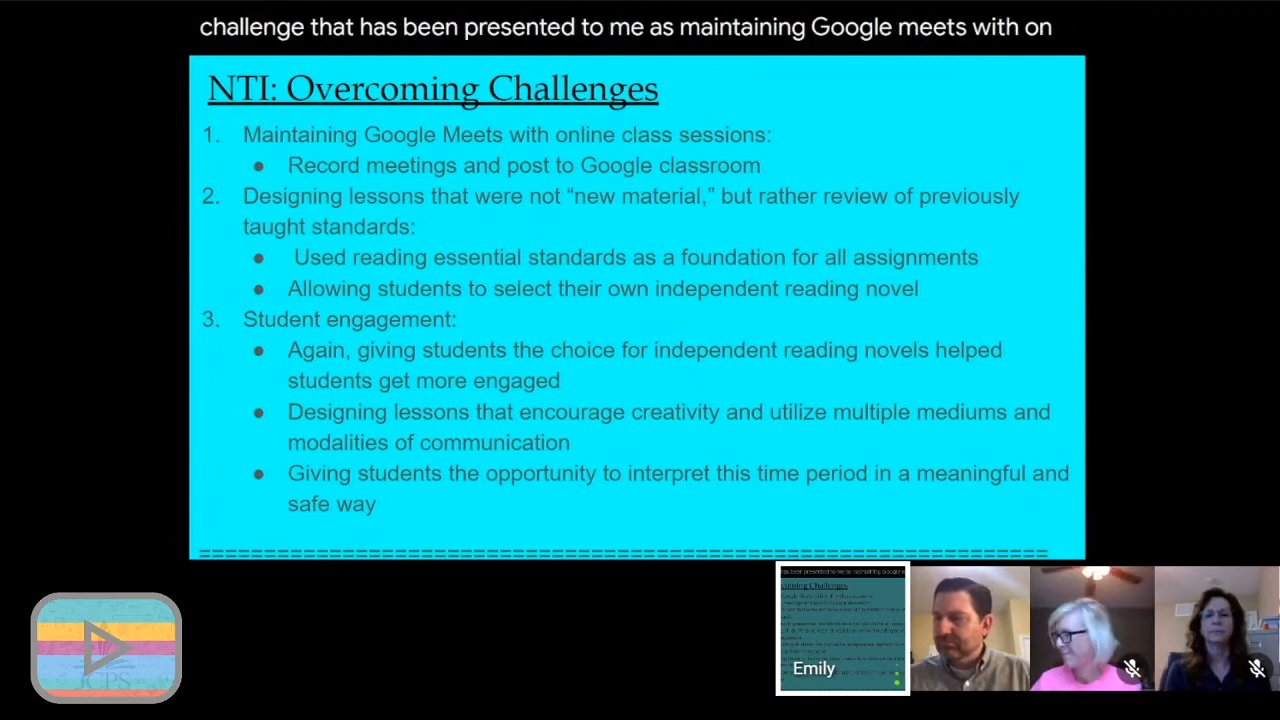 challenge that has been presented to me as maintaining Google meets with on
NTI: Overcoming Challenges
1. Maintaining Google Meets with online class sessions:
● Record meetings and post to Google classroom
2. Designing lessons that were not “new material,” but rather review of previously
taught standards:
● Used reading essential standards as a foundation for all assignments
● Allowing students to select their own independent reading novel
3. Student engagement:
● Again, giving students the choice for independent reading novels helped
students get more engaged
● Designing lessons that encourage creativity and utilize multiple mediums and
modalities of communication
● Giving students the opportunity to interpret this time period in a meaningful and
safe way
Emily
JCPS